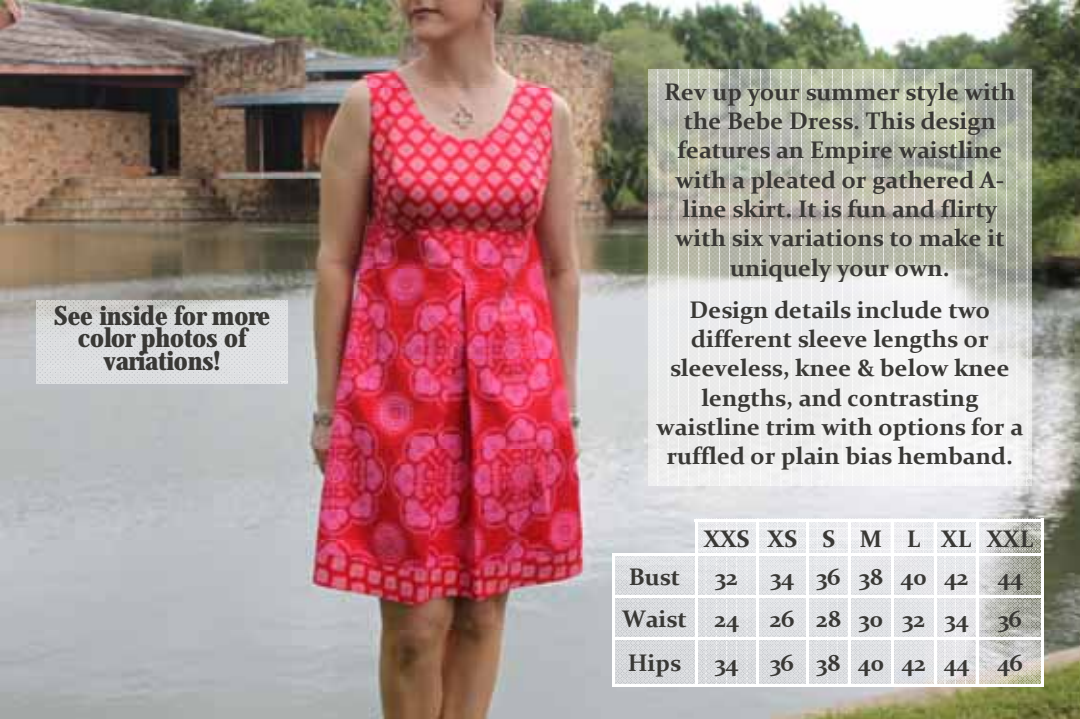 Rev up your summer style with
the Bebe Dress. This design
features an Empire waistline
with a pleated or gathered A-
line skirt. It is fun and flirty
with six variations to make it
uniquely your own.
See inside for more
color photos of
variations!
Design details include two
different sleeve lengths or
sleeveless, knee & below knee
lengths, and contrasting
waistline trim with options for a
ruffled or plain bias hemband.
XXS XS S M L XL XXL
Bust 32 34 36 38 40 42 44
Waist 24 26 28 30 32 34 36
Hips 34 36 38 40 42 44 46